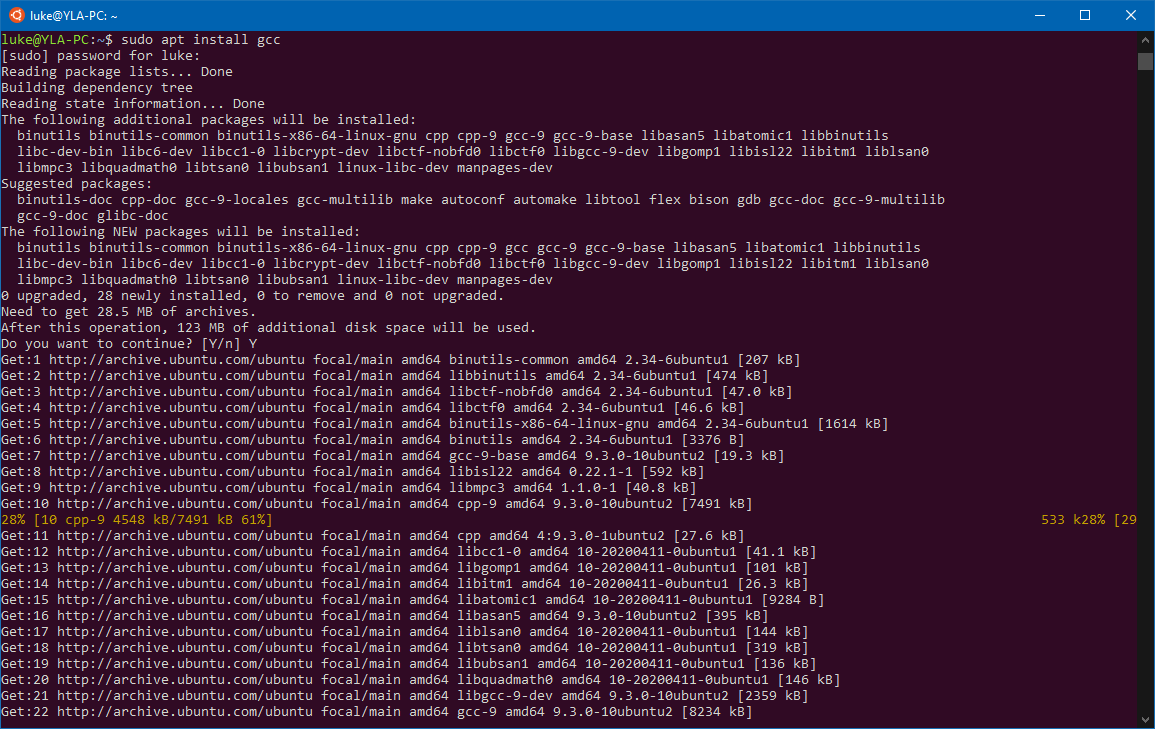 luke@YLA-PC: ~
luke@YLA-PC:~$ sudo apt install gcc
[sudo] password for luke:
Reading package lists... Done
Building dependency tree
Reading state information... Done
The following additional packages will be installed:
  binutils binutils-common binutils-x86-64-linux-gnu cpp cpp-9 gcc-9 gcc-9-base libasan5 libatomic1 libbinutils
  libc-dev-bin libc6-dev libcc1-0 libcrypt-dev libctf-nobfd0 libctf0 libgcc-9-dev libgomp1 libisl22 libitm1 liblsan0
  libmpc3 libquadmath0 libtsan0 libubsan1 linux-libc-dev manpages-dev
Suggested packages:
  binutils-doc cpp-doc gcc-9-locales gcc-multilib make autoconf automake libtool flex bison gdb gcc-doc gcc-9-multilib
  gcc-9-doc glibc-doc
The following NEW packages will be installed:
  binutils binutils-common binutils-x86-64-linux-gnu cpp cpp-9 gcc gcc-9 gcc-9-base libasan5 libatomic1 libbinutils
  libc-dev-bin libc6-dev libcc1-0 libcrypt-dev libctf-nobfd0 libctf0 libgcc-9-dev libgomp1 libisl22 libitm1 liblsan0
  libmpc3 libquadmath0 libtsan0 libubsan1 linux-libc-dev manpages-dev
0 upgraded, 28 newly installed, 0 to remove and 0 not upgraded.
Need to get 28.5 MB of archives.
After this operation, 123 MB of additional disk space will be used.
Do you want to continue? [Y/n] Y
Get:1 http://archive.ubuntu.com/ubuntu focal/main amd64 binutils-common amd64 2.34-6ubuntu1 [207 kB]
Get:2 http://archive.ubuntu.com/ubuntu focal/main amd64 libbinutils amd64 2.34-6ubuntu1 [474 kB]
Get:3 http://archive.ubuntu.com/ubuntu focal/main amd64 libctf-nobfd0 amd64 2.34-6ubuntu1 [47.0 kB]
Get:4 http://archive.ubuntu.com/ubuntu focal/main amd64 libctf0 amd64 2.34-6ubuntu1 [46.6 kB]
Get:5 http://archive.ubuntu.com/ubuntu focal/main amd64 binutils-x86-64-linux-gnu amd64 2.34-6ubuntu1 [1614 kB]
Get:6 http://archive.ubuntu.com/ubuntu focal/main amd64 binutils amd64 2.34-6ubuntu1 [3376 B]
Get:7 http://archive.ubuntu.com/ubuntu focal/main amd64 gcc-9-base amd64 9.3.0-10ubuntu2 [19.3 kB]
Get:8 http://archive.ubuntu.com/ubuntu focal/main amd64 libisl22 amd64 0.22.1-1 [592 kB]
Get:9 http://archive.ubuntu.com/ubuntu focal/main amd64 libmpc3 amd64 1.1.0-1 [40.8 kB]
Get:10 http://archive.ubuntu.com/ubuntu focal/main amd64 cpp-9 amd64 9.3.0-10ubuntu2 [7491 kB]
28% [10 cpp-9 4548 kB/7491 kB 61%] 533 k28% [29
Get:11 http://archive.ubuntu.com/ubuntu focal/main amd64 cpp amd64 4:9.3.0-1ubuntu2 [27.6 kB]
Get:12 http://archive.ubuntu.com/ubuntu focal/main amd64 libcc1-0 amd64 10-20200411-0ubuntu1 [41.1 kB]
Get:13 http://archive.ubuntu.com/ubuntu focal/main amd64 libgomp1 amd64 10-20200411-0ubuntu1 [101 kB]
Get:14 http://archive.ubuntu.com/ubuntu focal/main amd64 libitm1 amd64 10-20200411-0ubuntu1 [26.3 kB]
Get:15 http://archive.ubuntu.com/ubuntu focal/main amd64 libatomic1 amd64 10-20200411-0ubuntu1 [9284 B]
Get:16 http://archive.ubuntu.com/ubuntu focal/main amd64 libasan5 amd64 9.3.0-10ubuntu2 [395 kB]
Get:17 http://archive.ubuntu.com/ubuntu focal/main amd64 liblsan0 amd64 10-20200411-0ubuntu1 [144 kB]
Get:18 http://archive.ubuntu.com/ubuntu focal/main amd64 libtsan0 amd64 10-20200411-0ubuntu1 [319 kB]
Get:19 http://archive.ubuntu.com/ubuntu focal/main amd64 libubsan1 amd64 10-20200411-0ubuntu1 [136 kB]
Get:20 http://archive.ubuntu.com/ubuntu focal/main amd64 libquadmath0 amd64 10-20200411-0ubuntu1 [146 kB]
Get:21 http://archive.ubuntu.com/ubuntu focal/main amd64 libgcc-9-dev amd64 9.3.0-10ubuntu2 [2359 kB]
Get:22 http://archive.ubuntu.com/ubuntu focal/main amd64 gcc-9 amd64 9.3.0-10ubuntu2 [8234 kB]